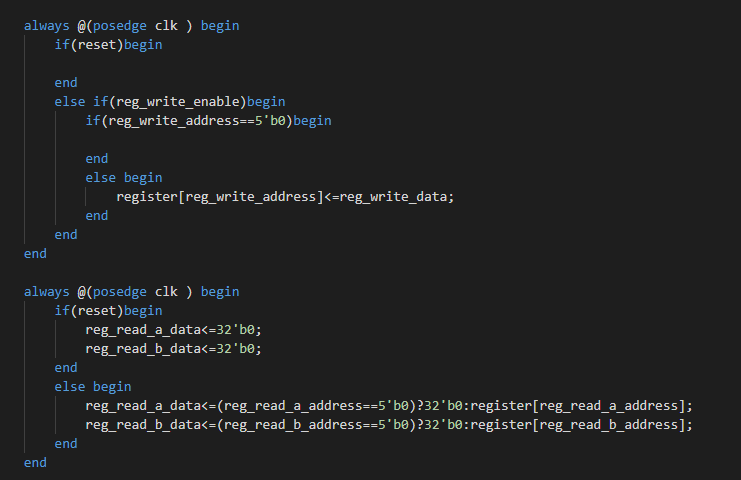 always @(posedge clk ) begin
    if(reset)begin

    end
    else if(reg_write_enable)begin
        if(reg_write_address==5'b0)begin

        end
        else begin
            register[reg_write_address]<=reg_write_data;
        end
    end
end

always @(posedge clk ) begin
    if(reset)begin
        reg_read_a_data<=32'b0;
        reg_read_b_data<=32'b0;
    end
    else begin
        reg_read_a_data<=(reg_read_a_address==5'b0)?32'b0:register[reg_read_a_address];
        reg_read_b_data<=(reg_read_b_address==5'b0)?32'b0:register[reg_read_b_address];
    end
end